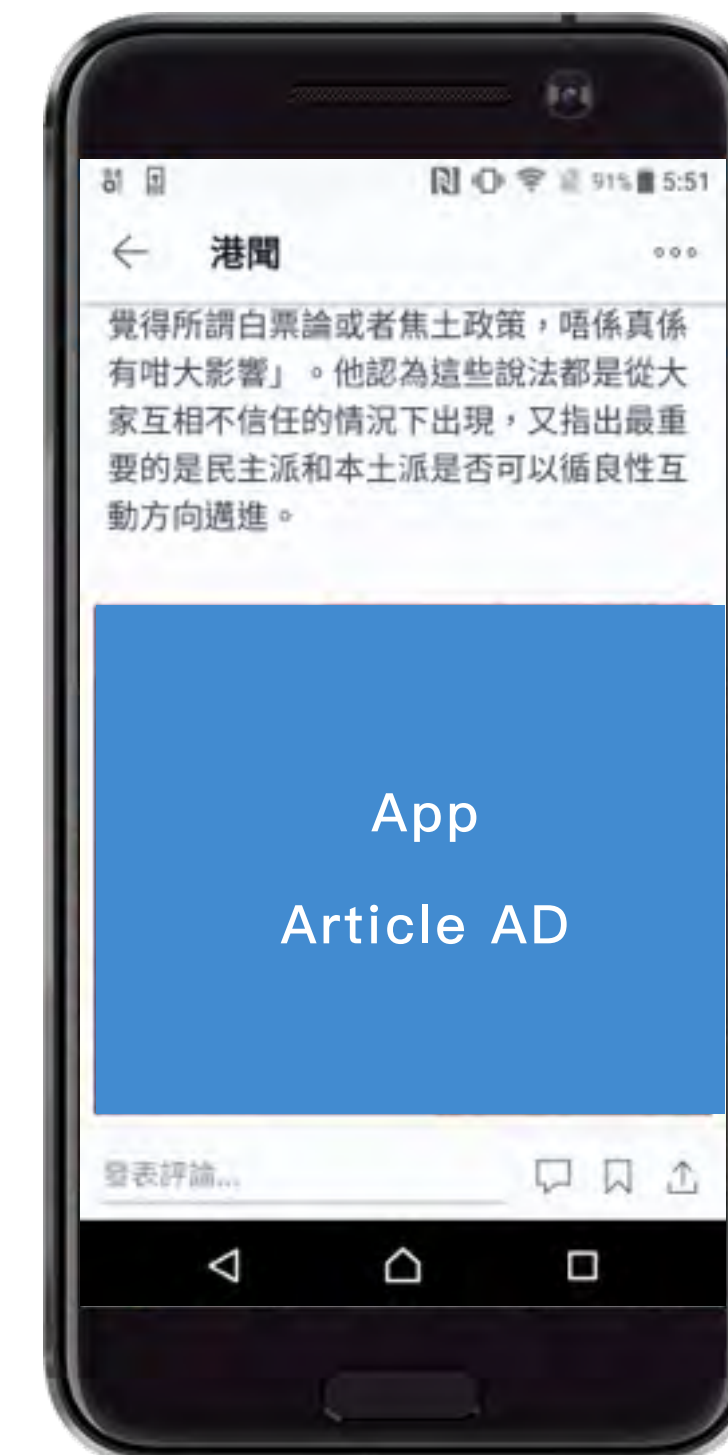 91% 5:51
港聞
覺得所謂白票論或者焦土政策，唔係真係
有咁大影響」。他認為這些說法都是從大
家互相不信任的情況下出現，又指出最重
要的是民主派和本土派是否可以循良性互
動方向邁進。
App
Article AD
發表評論...